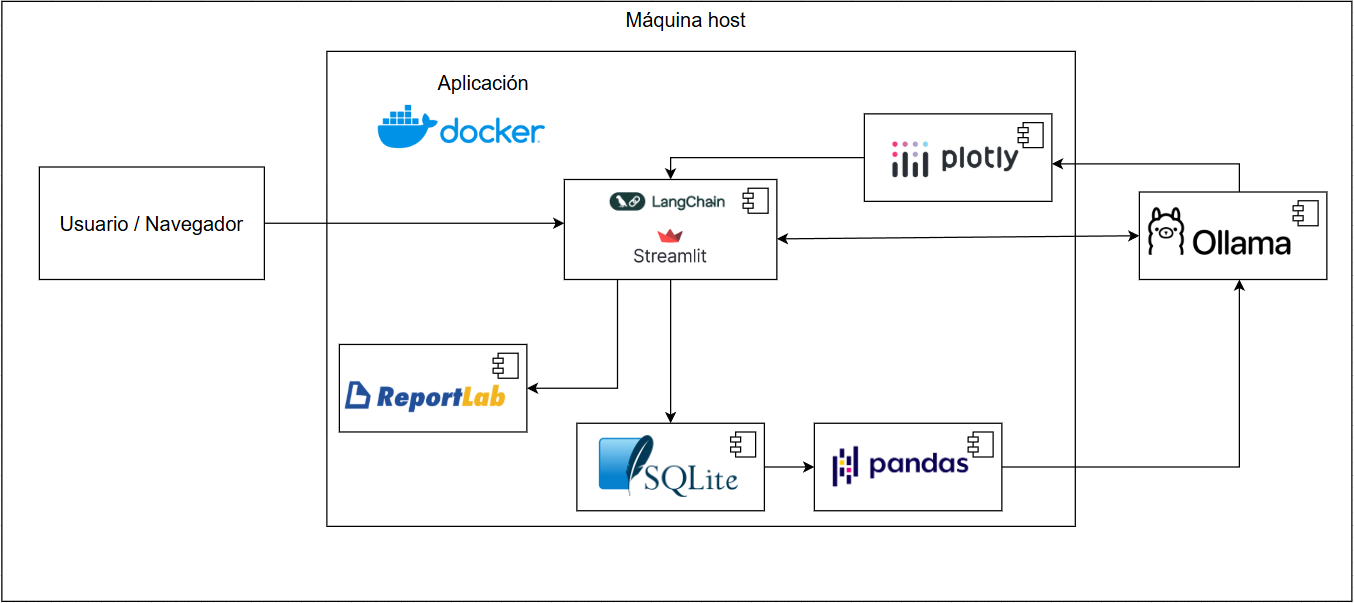 Máquina host
Aplicación
docker
plotly
Usuario / Navegador
LangChain
Streamlit
Ollama
ReportLab
SQLite
pandas